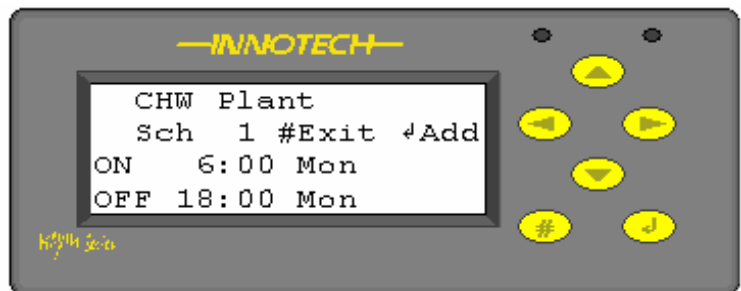 INNOTECH
CHW Plant
Sch 1 #Exit ↲Add
ON 6:00 Mon
OFF 18:00 Mon
#
↲